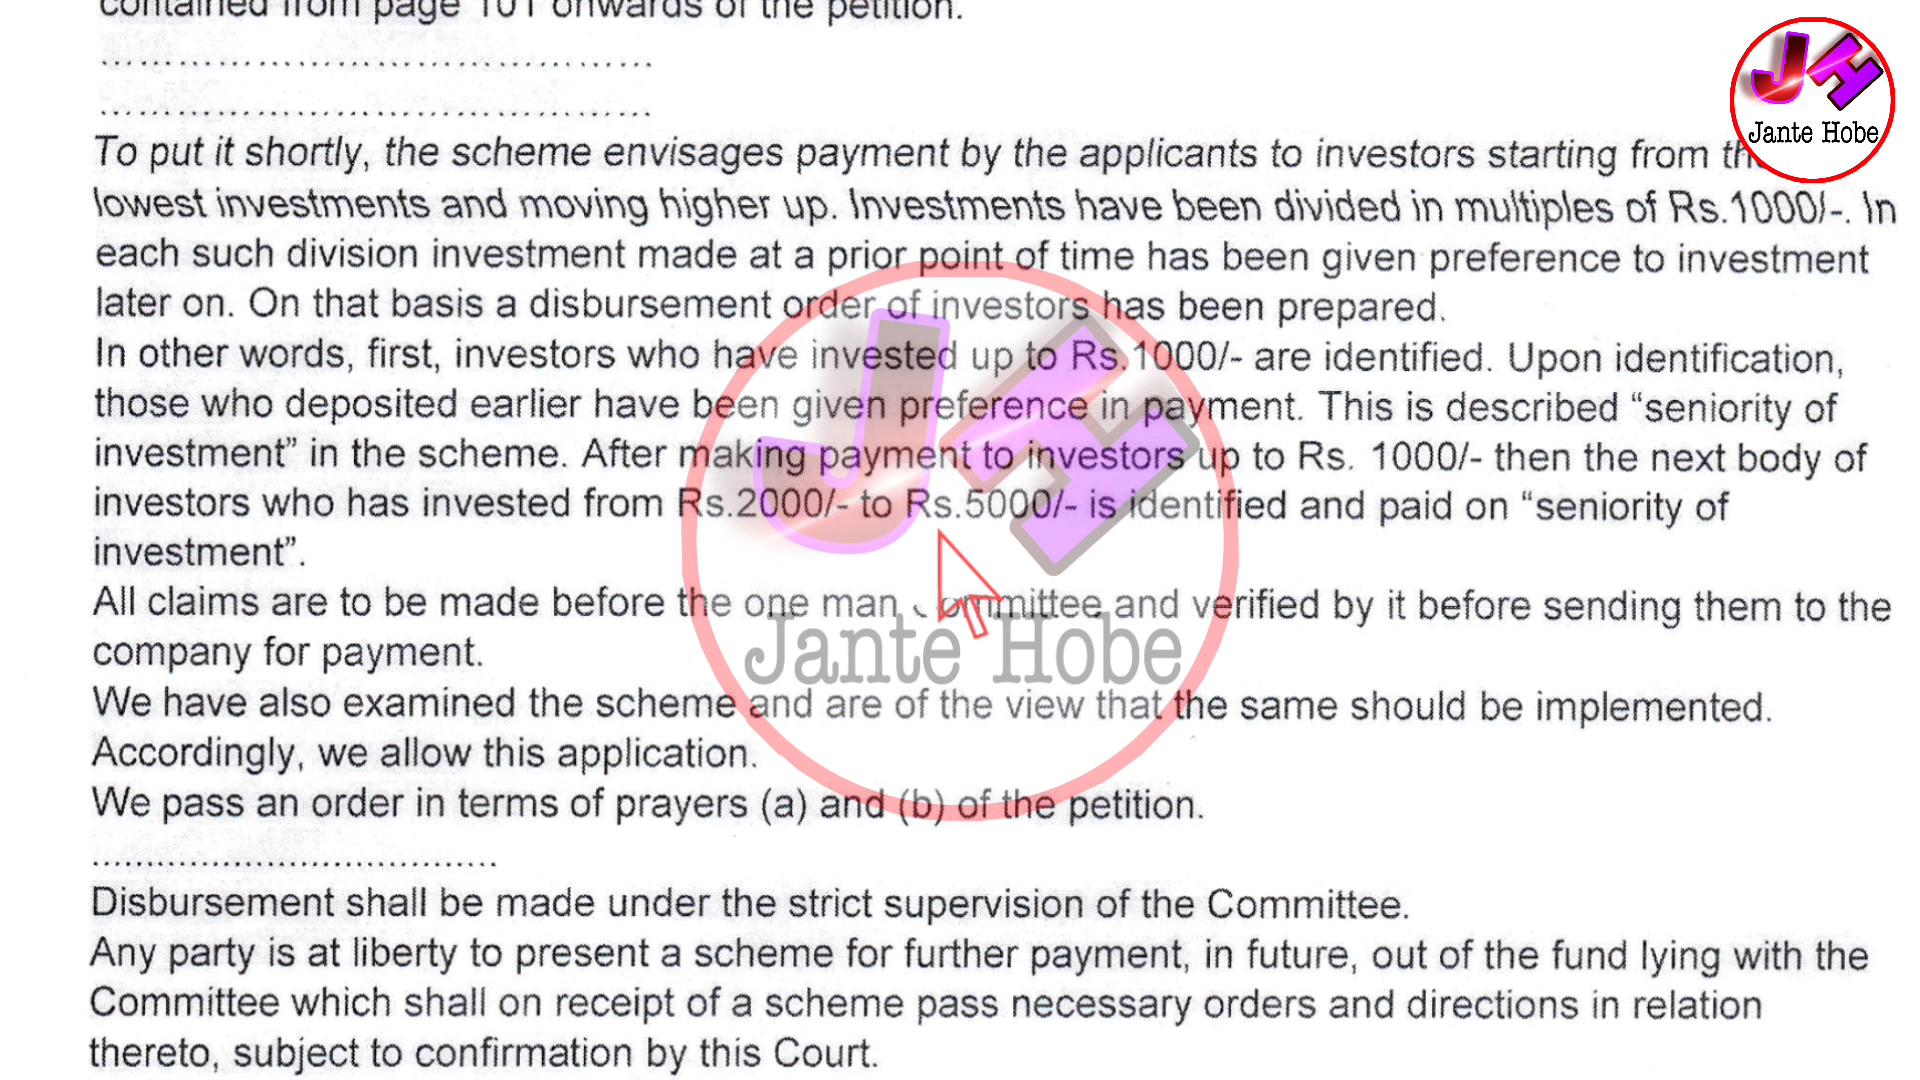 contained from page 101 onwards of the petition.
............................................
............................................
To put it shortly, the scheme envisages payment by the applicants to investors starting from
lowest investments and moving higher up. Investments have been divided in multiples of Rs.1000/-. In
each such division investment made at a prior point of time has been given preference to investment
later on. On that basis a disbursement order of investors has been prepared.
In other words, first, investors who have invested up to Rs.1000/- are identified. Upon identification,
those who deposited earlier have been given preference in payment. This is described “seniority of
investment” in the scheme. After making payment to investors up to Rs. 1000/- then the next body of
investors who has invested from Rs.2000/- to Rs.5000/- is identified and paid on “seniority of
investment”.
All claims are to be made before the one man and verified by it before sending them to the
company for payment.
We have also examined the scheme and are of the view that the same should be implemented.
Accordingly, we allow this application.
We pass an order in terms of prayers (a) and (b) of the petition.
....................................
Disbursement shall be made under the strict supervision of the Committee.
Any party is at liberty to present a scheme for further payment, in future, out of the fund lying with the
Committee which shall on receipt of a scheme pass necessary orders and directions in relation
thereto, subject to confirmation by this Court.
JH
Jante Hobe
JH
Jante Hobe